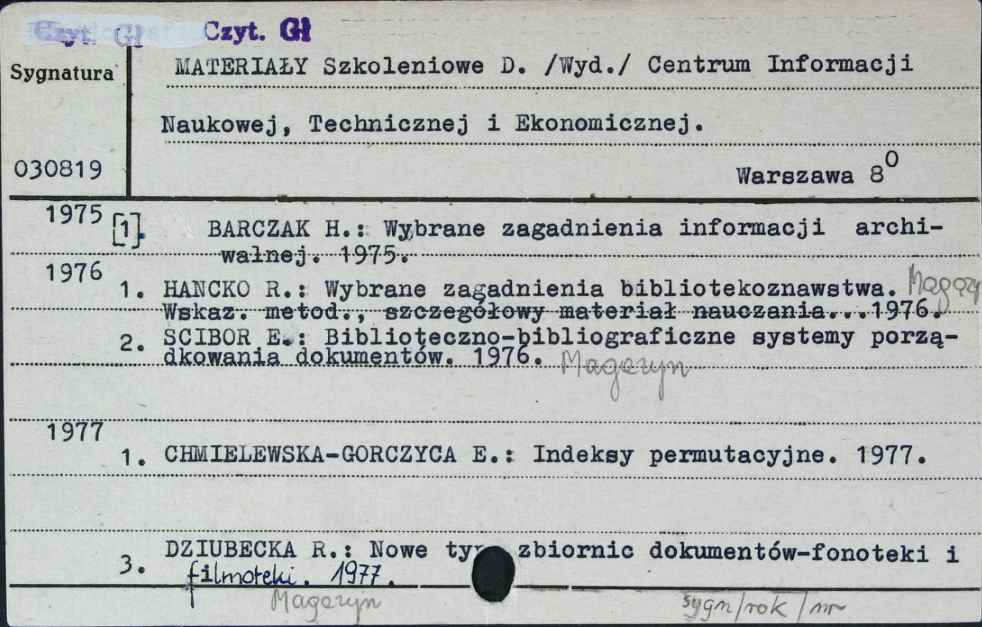 Czyt. Gł Czyt. Gł
Sygnatura
MATERIAŁY Szkoleniowe D. /Wyd./ Centrum Informacji
Naukowej, Technicznej i Ekonomicznej.
030819
Warszawa 8⁰
1975 [1]. BARCZAK H.: Wybrane zagadnienia informacji archi-
walnej. 1975.
1976
1. HANCKO R.: Wybrane zagadnienia bibliotekoznawstwa. Magazy
Wskaz. metod., szczegółowy materiał nauczania...1976.
2. SCIBOR E.: Biblioteczno-bibliograficzne systemy porzą-
dkowania dokumentów. 1976. Magazyn
1977
1. CHMIELEWSKA-GORCZYCA E.: Indeksy permutacyjne. 1977.
3. DZIUBECKA R.: Nowe zbiornic dokumentów-fonoteki i
filmoteki. 1977.
Magazyn sygn/rok/nr